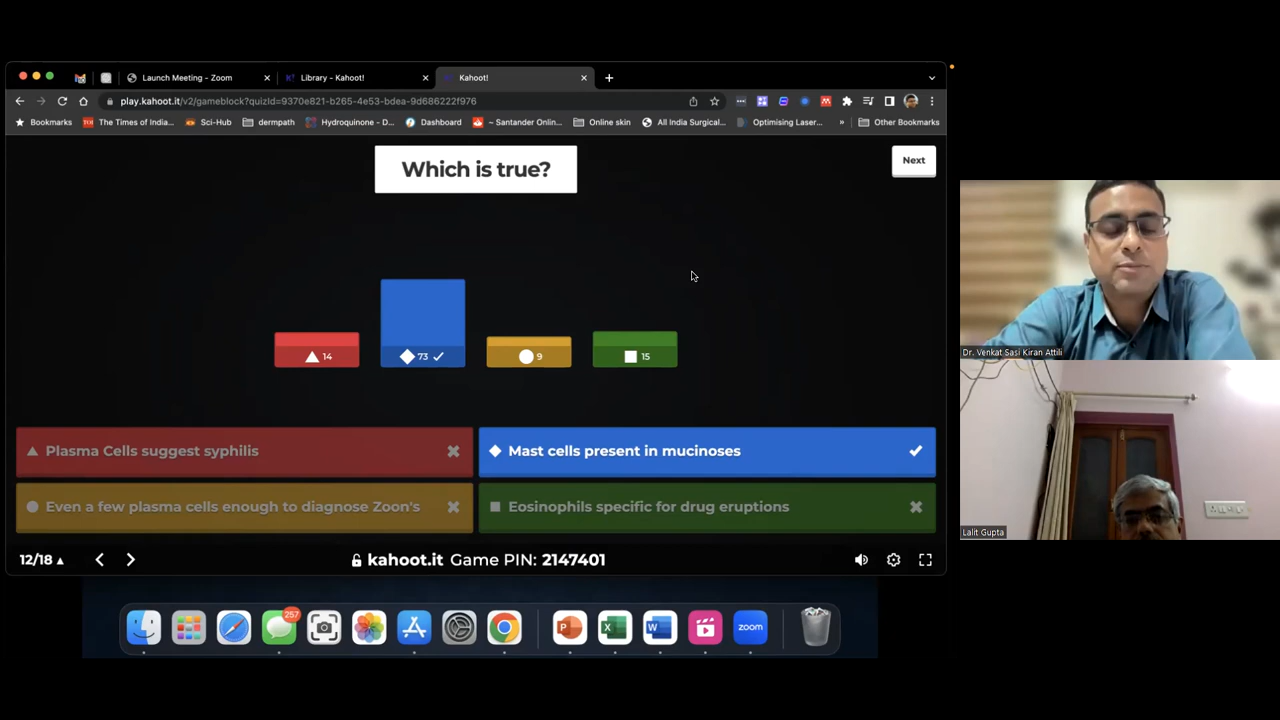 Launch Meeting - Zoom
Library - Kahoot!
Kahoot!
play.kahoot.it/v2/gameblock?quizId=9370e821-b265-4e53-bdea-9d686222f976
Bookmarks
TOI
The Times of India...
Sci-Hub
dermpath
Hydroquinone - D...
Dashboard
~ Santander Onlin...
Online skin
All India Surgical...
Optimising Laser...
»
Other Bookmarks
Which is true?
Next
14
73
9
15
Plasma Cells suggest syphilis
Mast cells present in mucinoses
Even a few plasma cells enough to diagnose Zoon's
Eosinophils specific for drug eruptions
12/18
kahoot.it Game PIN: 2147401
257
zoom
Dr. Venkat Sasi Kiran Attili
Lalit Gupta